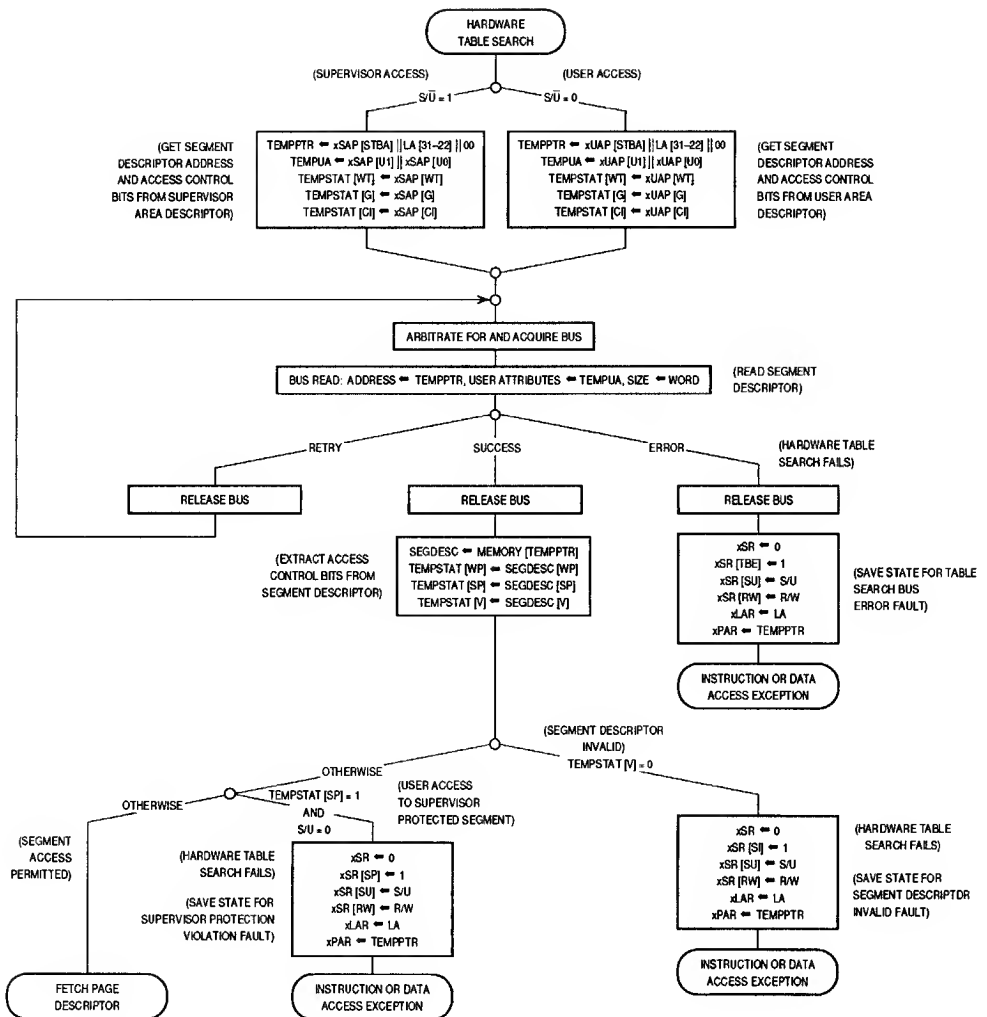 HARDWARE
TABLE SEARCH
(SUPERVISOR ACCESS)
(USER ACCESS)
S/U̅ = 1
S/U̅ = 0
(GET SEGMENT
DESCRIPTOR ADDRESS
AND ACCESS CONTROL
BITS FROM SUPERVISOR
AREA DESCRIPTOR)
TEMPPTR ← xSAP [STBA] || LA [31–22] || 00
TEMPUA ← xSAP [U1] || xSAP [U0]
TEMPSTAT [WT] ← xSAP [WT]
TEMPSTAT [G] ← xSAP [G]
TEMPSTAT [CI] ← xSAP [CI]
TEMPPTR ← xUAP [STBA] || LA [31–22] || 00
TEMPUA ← xUAP [U1] || xUAP [U0]
TEMPSTAT [WT] ← xUAP [WT]
TEMPSTAT [G] ← xUAP [G]
TEMPSTAT [CI] ← xUAP [CI]
(GET SEGMENT
DESCRIPTOR ADDRESS
AND ACCESS CONTROL
BITS FROM USER AREA
DESCRIPTOR)
ARBITRATE FOR AND ACQUIRE BUS
BUS READ: ADDRESS ← TEMPPTR, USER ATTRIBUTES ← TEMPUA, SIZE ← WORD
(READ SEGMENT
DESCRIPTOR)
RETRY
SUCCESS
ERROR
(HARDWARE TABLE
SEARCH FAILS)
RELEASE BUS
RELEASE BUS
RELEASE BUS
(EXTRACT ACCESS
CONTROL BITS FROM
SEGMENT DESCRIPTOR)
SEGDESC ← MEMORY [TEMPPTR]
TEMPSTAT [WP] ← SEGDESC [WP]
TEMPSTAT [SP] ← SEGDESC [SP]
TEMPSTAT [V] ← SEGDESC [V]
xSR ← 0
xSR [TBE] ← 1
xSR [SU] ← S/U
xSR [RW] ← R/W
xLAR ← LA
xPAR ← TEMPPTR
(SAVE STATE FOR TABLE
SEARCH BUS
ERROR FAULT)
INSTRUCTION OR DATA
ACCESS EXCEPTION
(SEGMENT DESCRIPTOR
INVALID)
TEMPSTAT [V] = 0
OTHERWISE
OTHERWISE
TEMPSTAT [SP] = 1
AND
S/U = 0
(USER ACCESS
TO SUPERVISOR
PROTECTED SEGMENT)
(SEGMENT
ACCESS
PERMITTED)
(HARDWARE TABLE
SEARCH FAILS)
(SAVE STATE FOR
SUPERVISOR PROTECTION
VIOLATION FAULT)
xSR ← 0
xSR [SP] ← 1
xSR [SU] ← S/U
xSR [RW] ← R/W
xLAR ← LA
xPAR ← TEMPPTR
xSR ← 0
xSR [SI] ← 1
xSR [SU] ← S/U
xSR [RW] ← R/W
xLAR ← LA
xPAR ← TEMPPTR
(HARDWARE TABLE
SEARCH FAILS)
(SAVE STATE FOR
SEGMENT DESCRIPTOR
INVALID FAULT)
FETCH PAGE
DESCRIPTOR
INSTRUCTION OR DATA
ACCESS EXCEPTION
INSTRUCTION OR DATA
ACCESS EXCEPTION